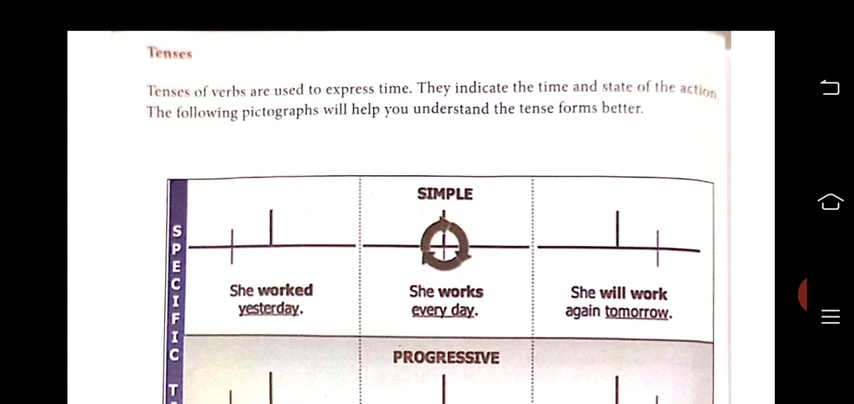 Tenses
Tenses of verbs are used to express time. They indicate the time and state of the action.
The following pictographs will help you understand the tense forms better.
SIMPLE
SPECIFIC T
She worked
yesterday.
She works
every day.
She will work
again tomorrow.
PROGRESSIVE